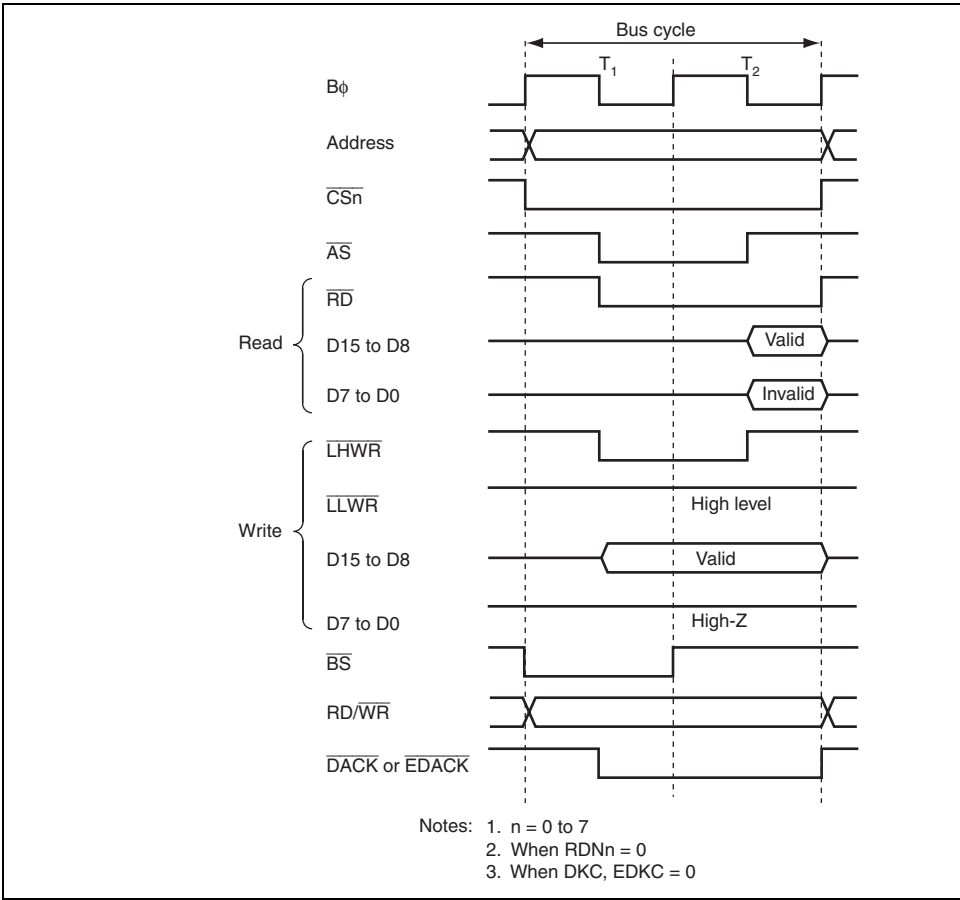 Bus cycle
T1 T2
Bϕ
Address
CSn
AS
RD
Read
D15 to D8 Valid
D7 to D0 Invalid
LHWR
LLWR High level
Write
D15 to D8 Valid
D7 to D0 High-Z
BS
RD/WR
DACK or EDACK
Notes: 1. n = 0 to 7
2. When RDNn = 0
3. When DKC, EDKC = 0